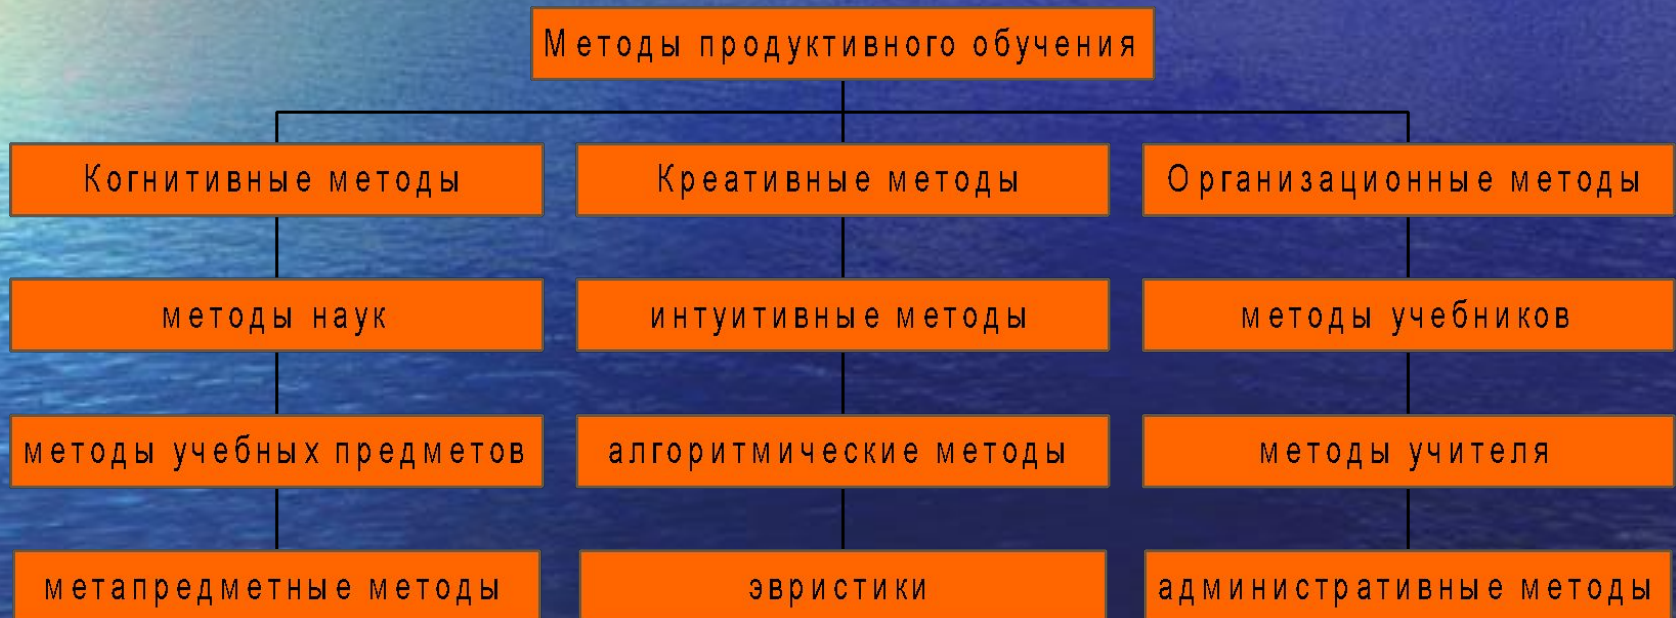 Методы продуктивного обучения
Когнитивные методы
Креативные методы
Организационные методы
методы наук
интуитивные методы
методы учебников
методы учебных предметов
алгоритмические методы
методы учителя
метапредметные методы
эвристики
административные методы